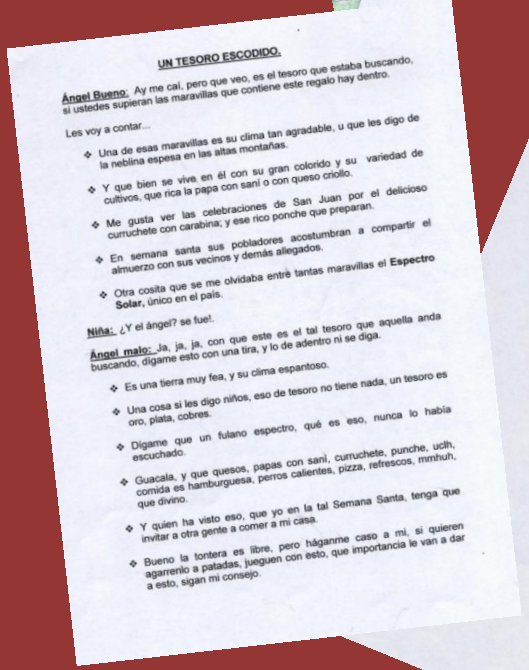 UN TESORO ESCODIDO.
Ángel Bueno: Ay me caí, pero que veo, es el tesoro que estaba buscando,
si ustedes supieran las maravillas que contiene este regalo hay dentro.
Les voy a contar...
❖ Una de esas maravillas es su clima tan agradable, u que les digo de
la neblina espesa en las altas montañas.
❖ Y que bien se vive en él con su gran colorido y su variedad de
cultivos, que rica la papa con sani o con queso criollo.
❖ Me gusta ver las celebraciones de San Juan por el delicioso
curruchete con carabina; y ese rico ponche que preparan.
❖ En semana santa sus pobladores acostumbran a compartir el
almuerzo con sus vecinos y demás allegados.
❖ Otra cosita que se me olvidaba entre tantas maravillas el Espectro
Solar, único en el país.
Niña: ¿Y el ángel? se fue!.
Ángel malo: Ja, ja, ja, con que este es el tal tesoro que aquella anda
buscando, dígame esto con una tira, y lo de adentro ni se diga.
❖ Es una tierra muy fea, y su clima espantoso.
❖ Una cosa si les digo niños, eso de tesoro no tiene nada, un tesoro es
oro, plata, cobres.
❖ Dígame que un fulano espectro, qué es eso, nunca lo había
escuchado.
❖ Guacala, y que quesos, papas con sani, curruchete, punche, uclh,
comida es hamburguesa, perros calientes, pizza, refrescos, mmhuh,
que divino.
❖ Y quien ha visto eso, que yo en la tal Semana Santa, tenga que
invitar a otra gente a comer a mi casa.
❖ Bueno la tontera es libre, pero háganme caso a mi, si quieren
agarrenlo a patadas, jueguen con esto, que importancia le van a dar
a esto, sigan mi consejo.